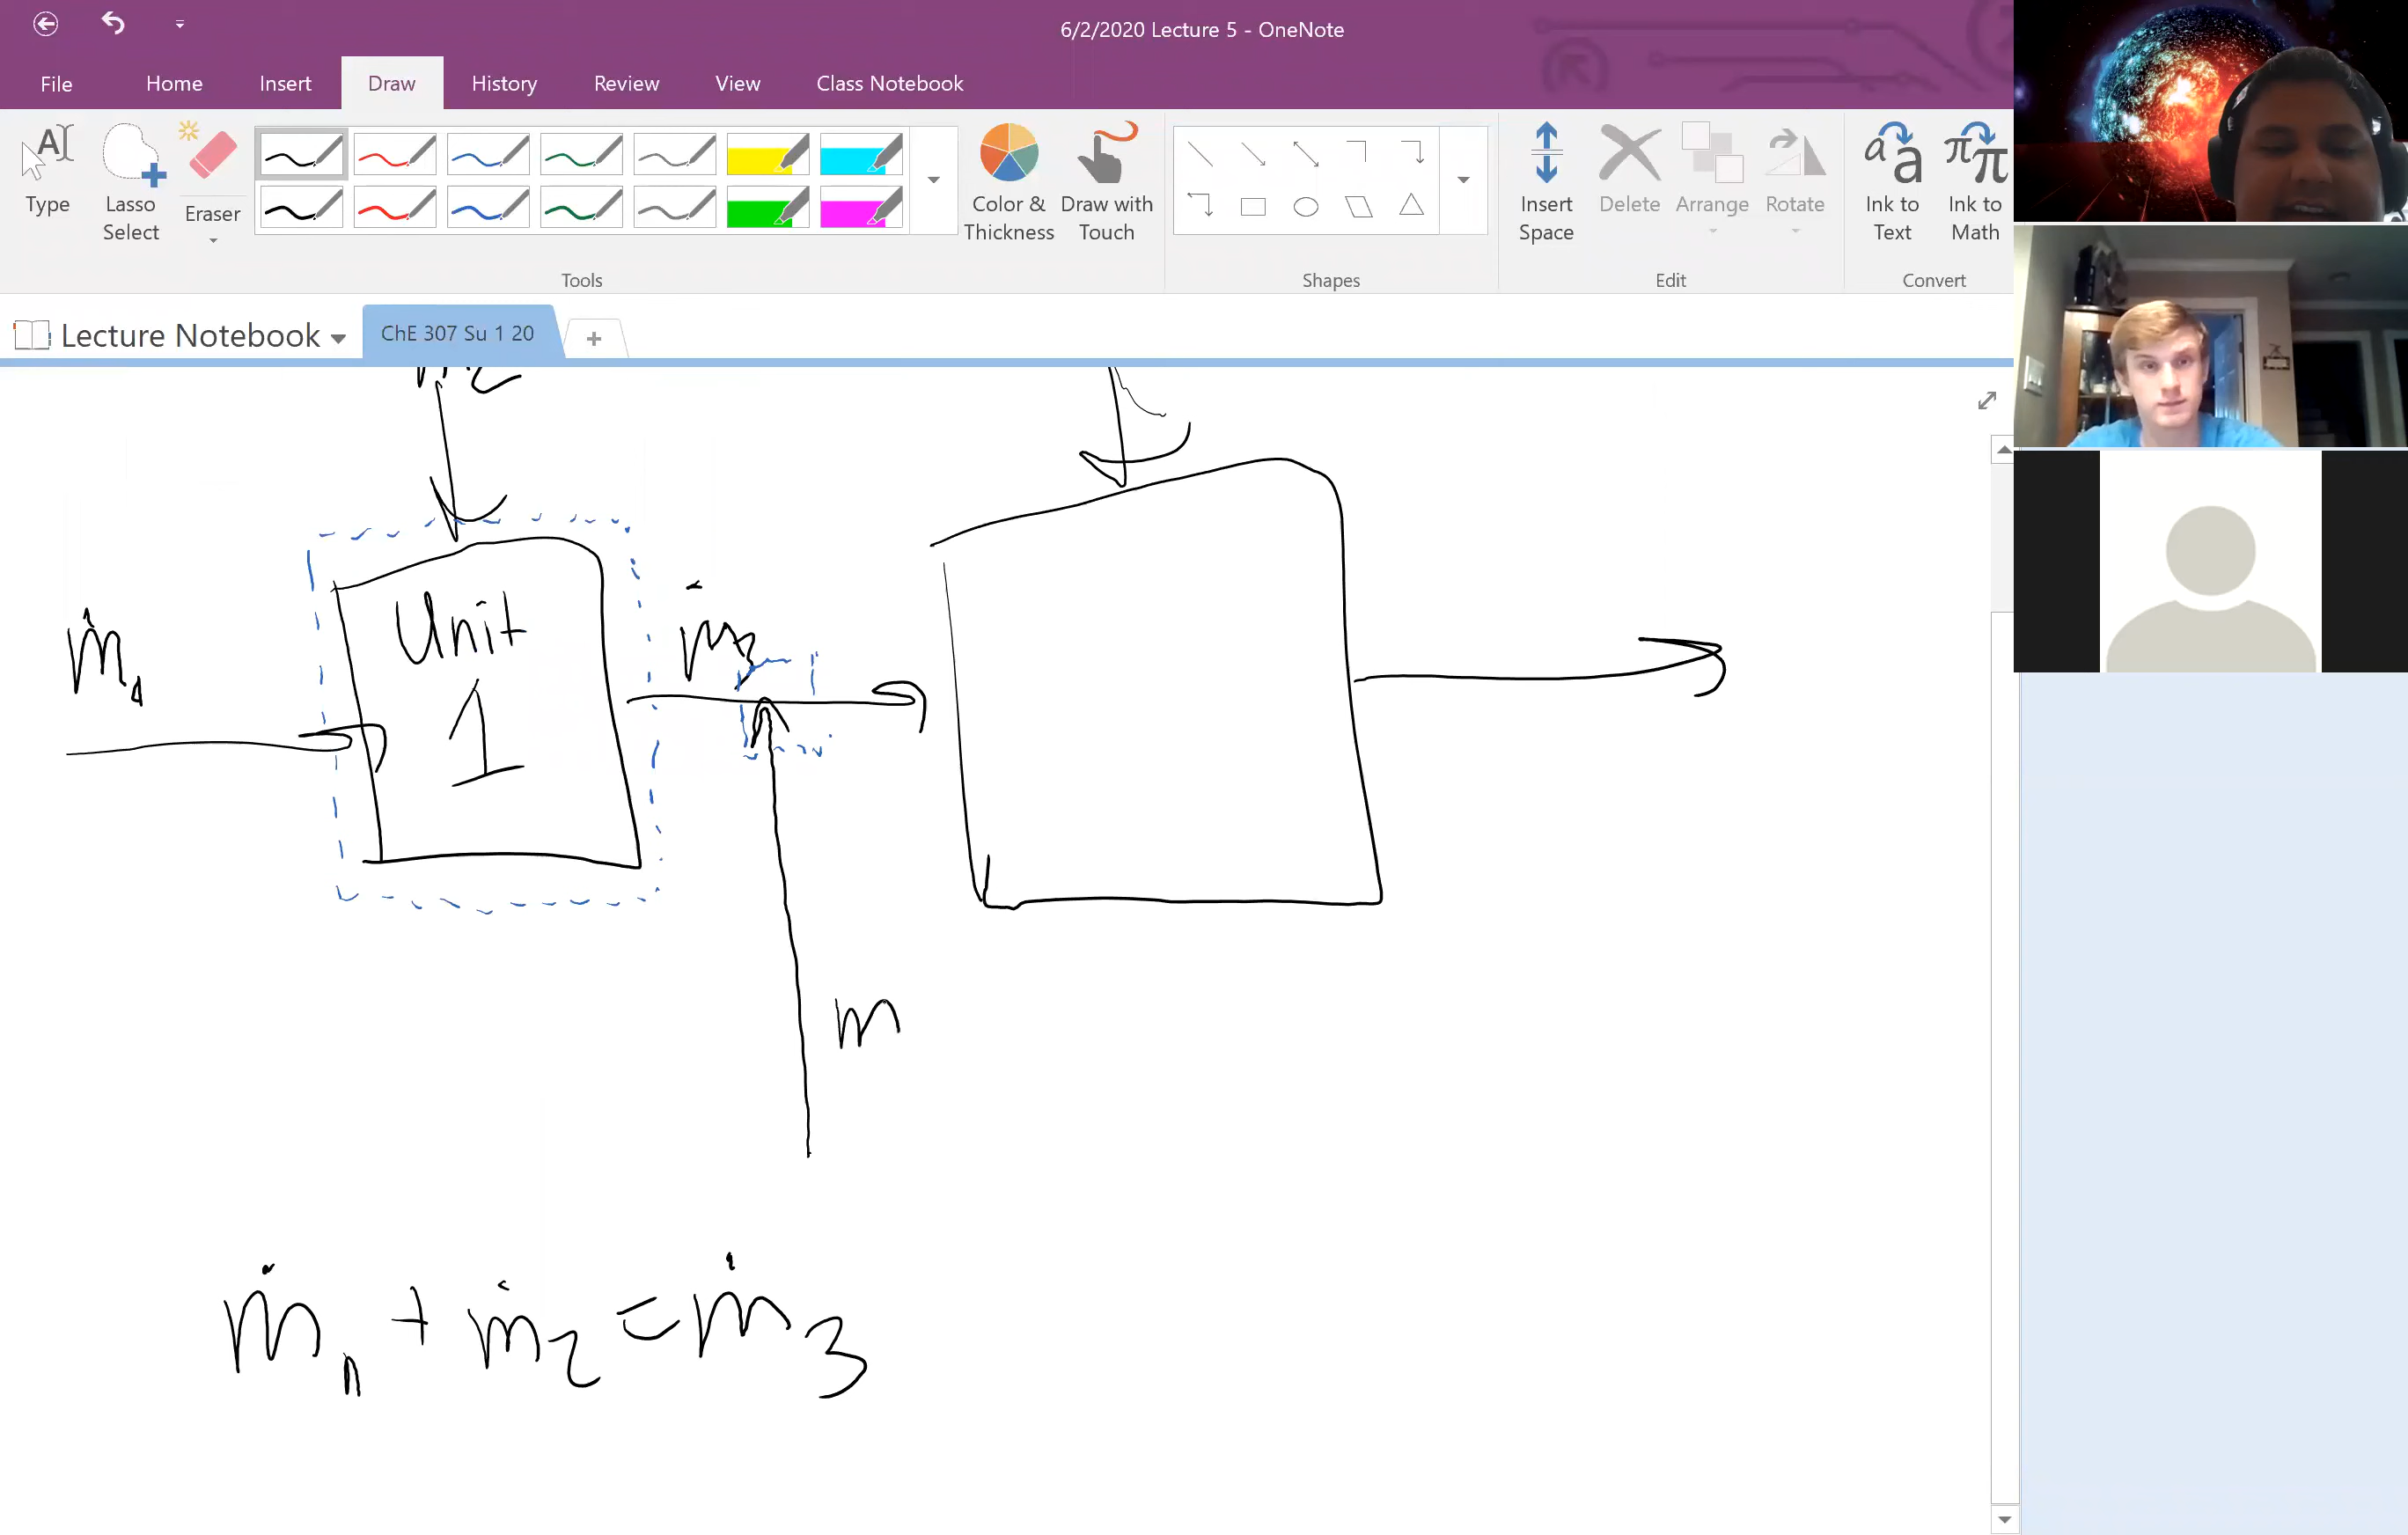 6/2/2020 Lecture 5 - OneNote
File Home Insert Draw History Review View Class Notebook
Type
Lasso Select
Eraser
Color & Thickness
Draw with Touch
Insert Space
Delete
Arrange
Rotate
Ink to Text
Ink to Math
Tools Shapes Edit Convert
Lecture Notebook
ChE 307 Su 1 20
ṁ2
ṁ1
Unit
1
ṁ3
m
ṁ1 + ṁ2 = ṁ3